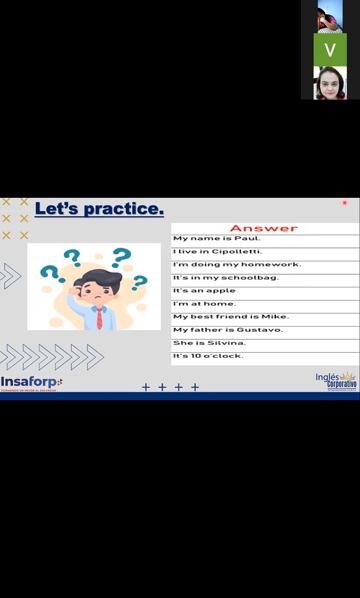 V
Let's practice.
Answer
My name is Paul.
I live in Cipolletti.
I'm doing my homework.
It's in my schoolbag.
It's an apple
I'm at home.
My best friend is Mike.
My father is Gustavo.
She is Silvina.
It's 10 o'clock.
Insaforp
Inglés
Corporativo